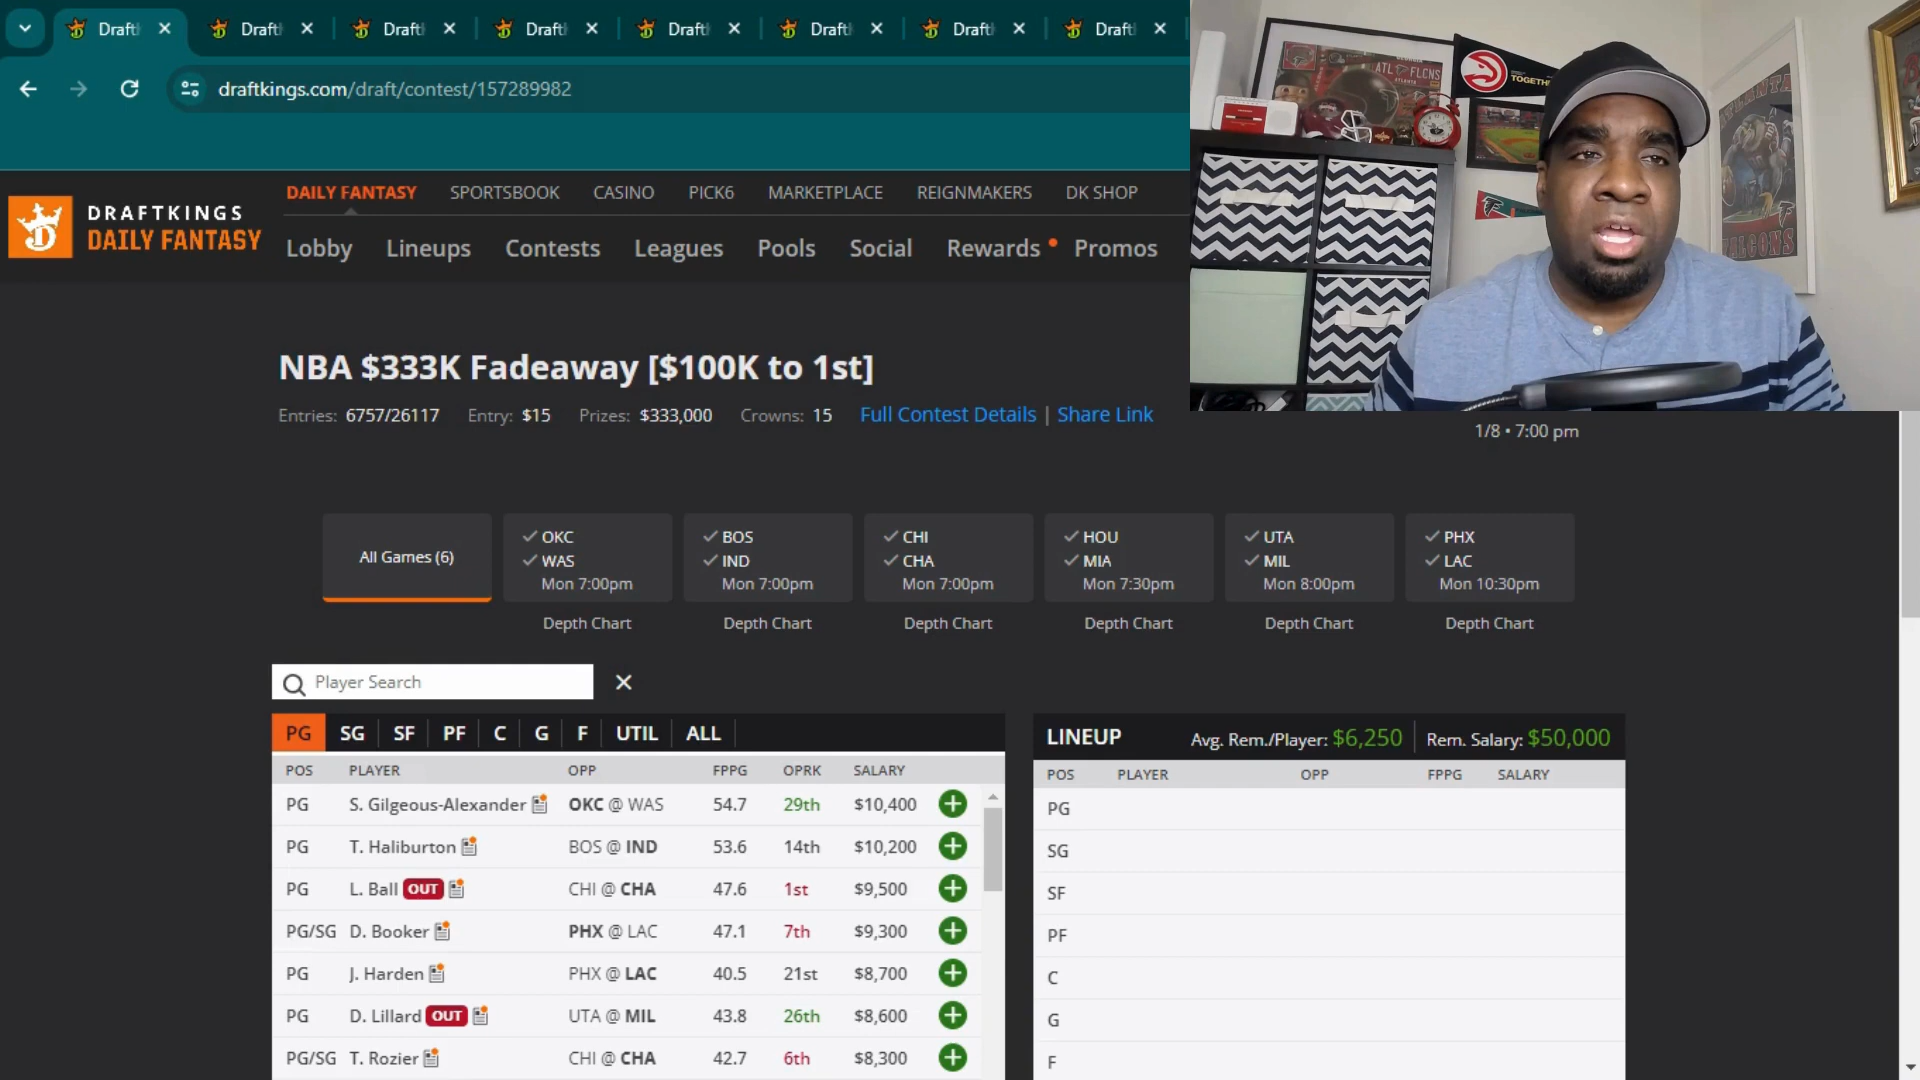 Draft
Draft
Draft
Draft
Draft
Draft
Draft
Draft
draftkings.com/draft/contest/157289982
DRAFTKINGS
DAILY FANTASY
DAILY FANTASY SPORTSBOOK CASINO PICK6 MARKETPLACE REIGNMAKERS DK SHOP
Lobby Lineups Contests Leagues Pools Social Rewards Promos
ATL FLCNS
TOGETH
ATLANTA
FALCONS
NBA $333K Fadeaway [$100K to 1st]
Entries: 6757/26117 Entry: $15 Prizes: $333,000 Crowns: 15 Full Contest Details | Share Link
1/8 • 7:00 pm
All Games (6)
OKC
WAS
Mon 7:00pm
Depth Chart
BOS
IND
Mon 7:00pm
Depth Chart
CHI
CHA
Mon 7:00pm
Depth Chart
HOU
MIA
Mon 7:30pm
Depth Chart
UTA
MIL
Mon 8:00pm
Depth Chart
PHX
LAC
Mon 10:30pm
Depth Chart
Player Search
PG SG SF PF C G F UTIL ALL
POS PLAYER OPP FPPG OPRK SALARY
PG S. Gilgeous-Alexander OKC @ WAS 54.7 29th $10,400
PG T. Haliburton BOS @ IND 53.6 14th $10,200
PG L. Ball OUT CHI @ CHA 47.6 1st $9,500
PG/SG D. Booker PHX @ LAC 47.1 7th $9,300
PG J. Harden PHX @ LAC 40.5 21st $8,700
PG D. Lillard OUT UTA @ MIL 43.8 26th $8,600
PG/SG T. Rozier CHI @ CHA 42.7 6th $8,300
LINEUP Avg. Rem./Player: $6,250 Rem. Salary: $50,000
POS PLAYER OPP FPPG SALARY
PG
SG
SF
PF
C
G
F